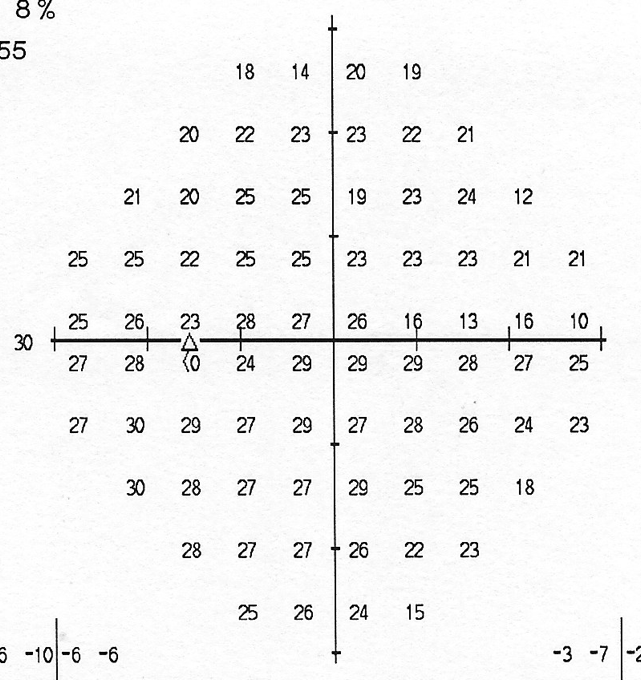 8%
55
18 14 20 19
20 22 23 23 22 21
21 20 25 25 19 23 24 12
25 25 22 25 25 23 23 23 21 21
25 26 23 28 27 26 16 13 16 10
30
27 28 <0 24 29 29 29 28 27 25
27 30 29 27 29 27 28 26 24 23
30 28 27 27 29 25 25 18
28 27 27 26 22 23
25 26 24 15
6 -10 -6 -6 -3 -7 -2